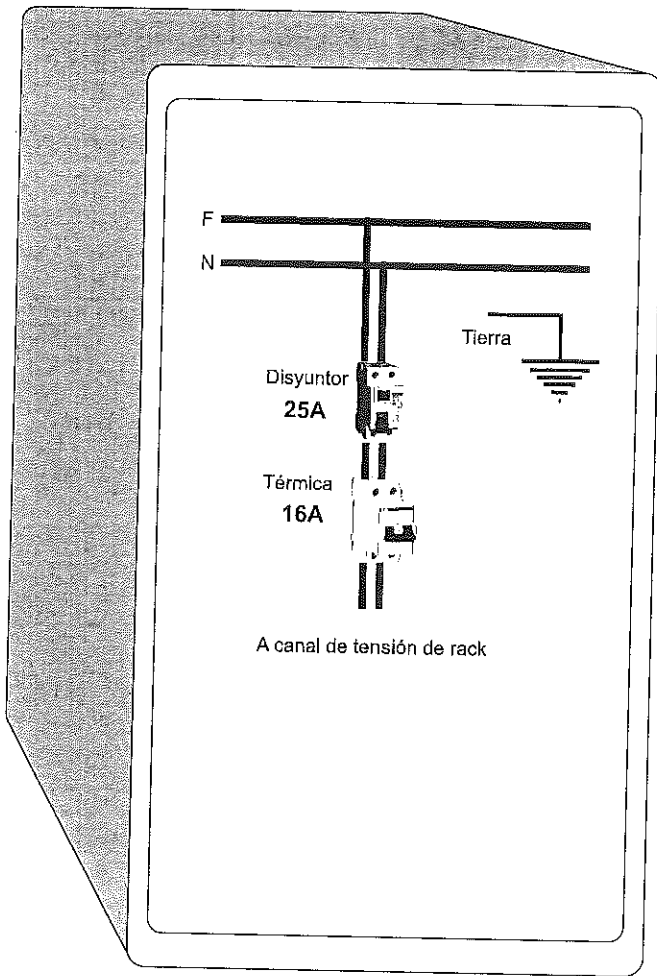 F
N
Tierra
Disyuntor
25A
Térmica
16A
A canal de tensión de rack